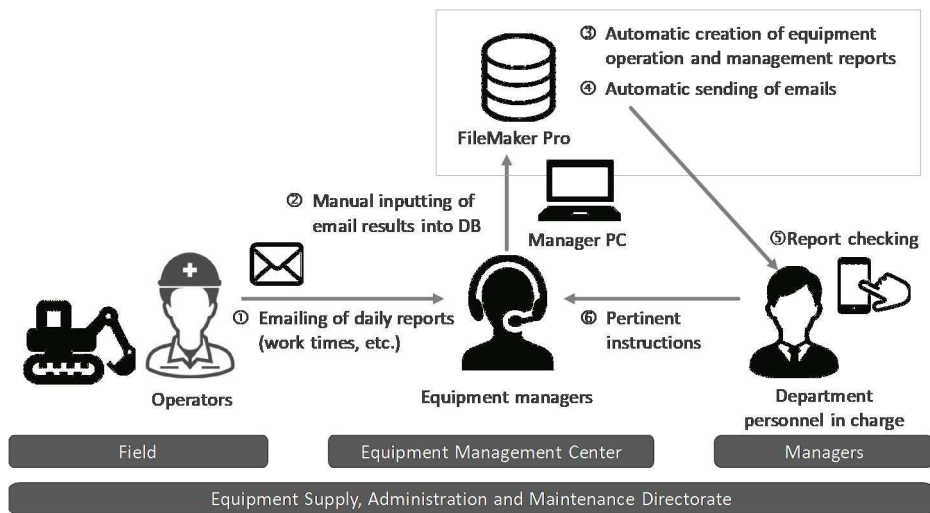 ③ Automatic creation of equipment
operation and management reports
④ Automatic sending of emails
FileMaker Pro
② Manual inputting of
email results into DB
Manager PC
⑤Report checking
① Emailing of daily reports
(work times, etc.)
⑥ Pertinent
instructions
Operators
Equipment managers
Department
personnel in charge
Field
Equipment Management Center
Managers
Equipment Supply, Administration and Maintenance Directorate